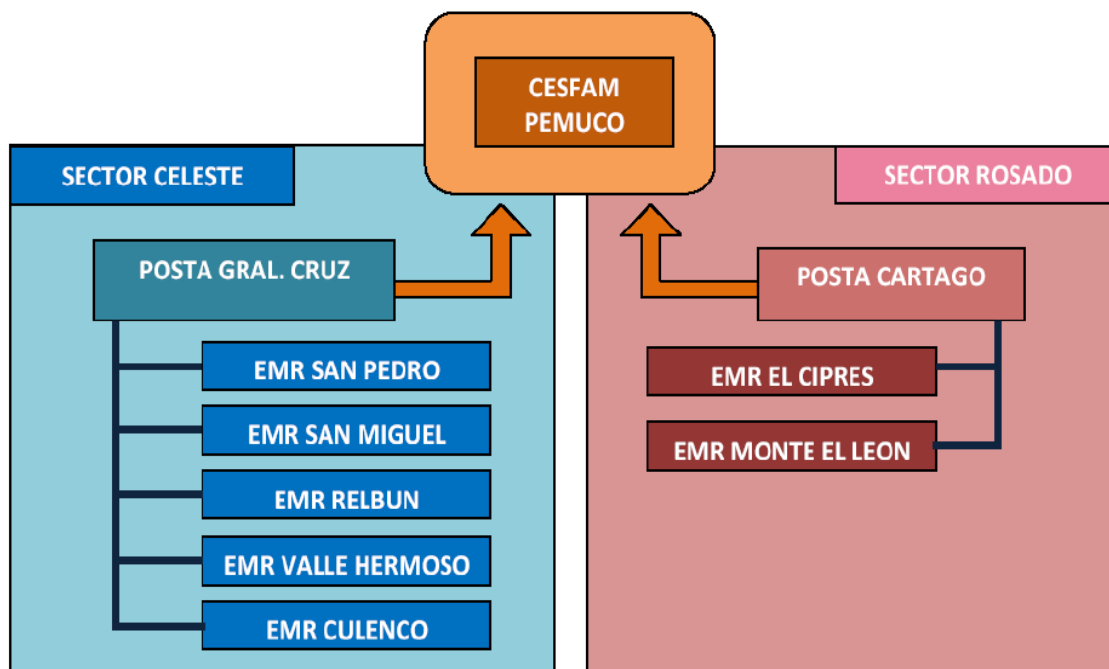 CESFAM
PEMUCO
SECTOR CELESTE
POSTA GRAL. CRUZ
EMR SAN PEDRO
EMR SAN MIGUEL
EMR RELBUN
EMR VALLE HERMOSO
EMR CULENCO
SECTOR ROSADO
POSTA CARTAGO
EMR EL CIPRES
EMR MONTE EL LEON